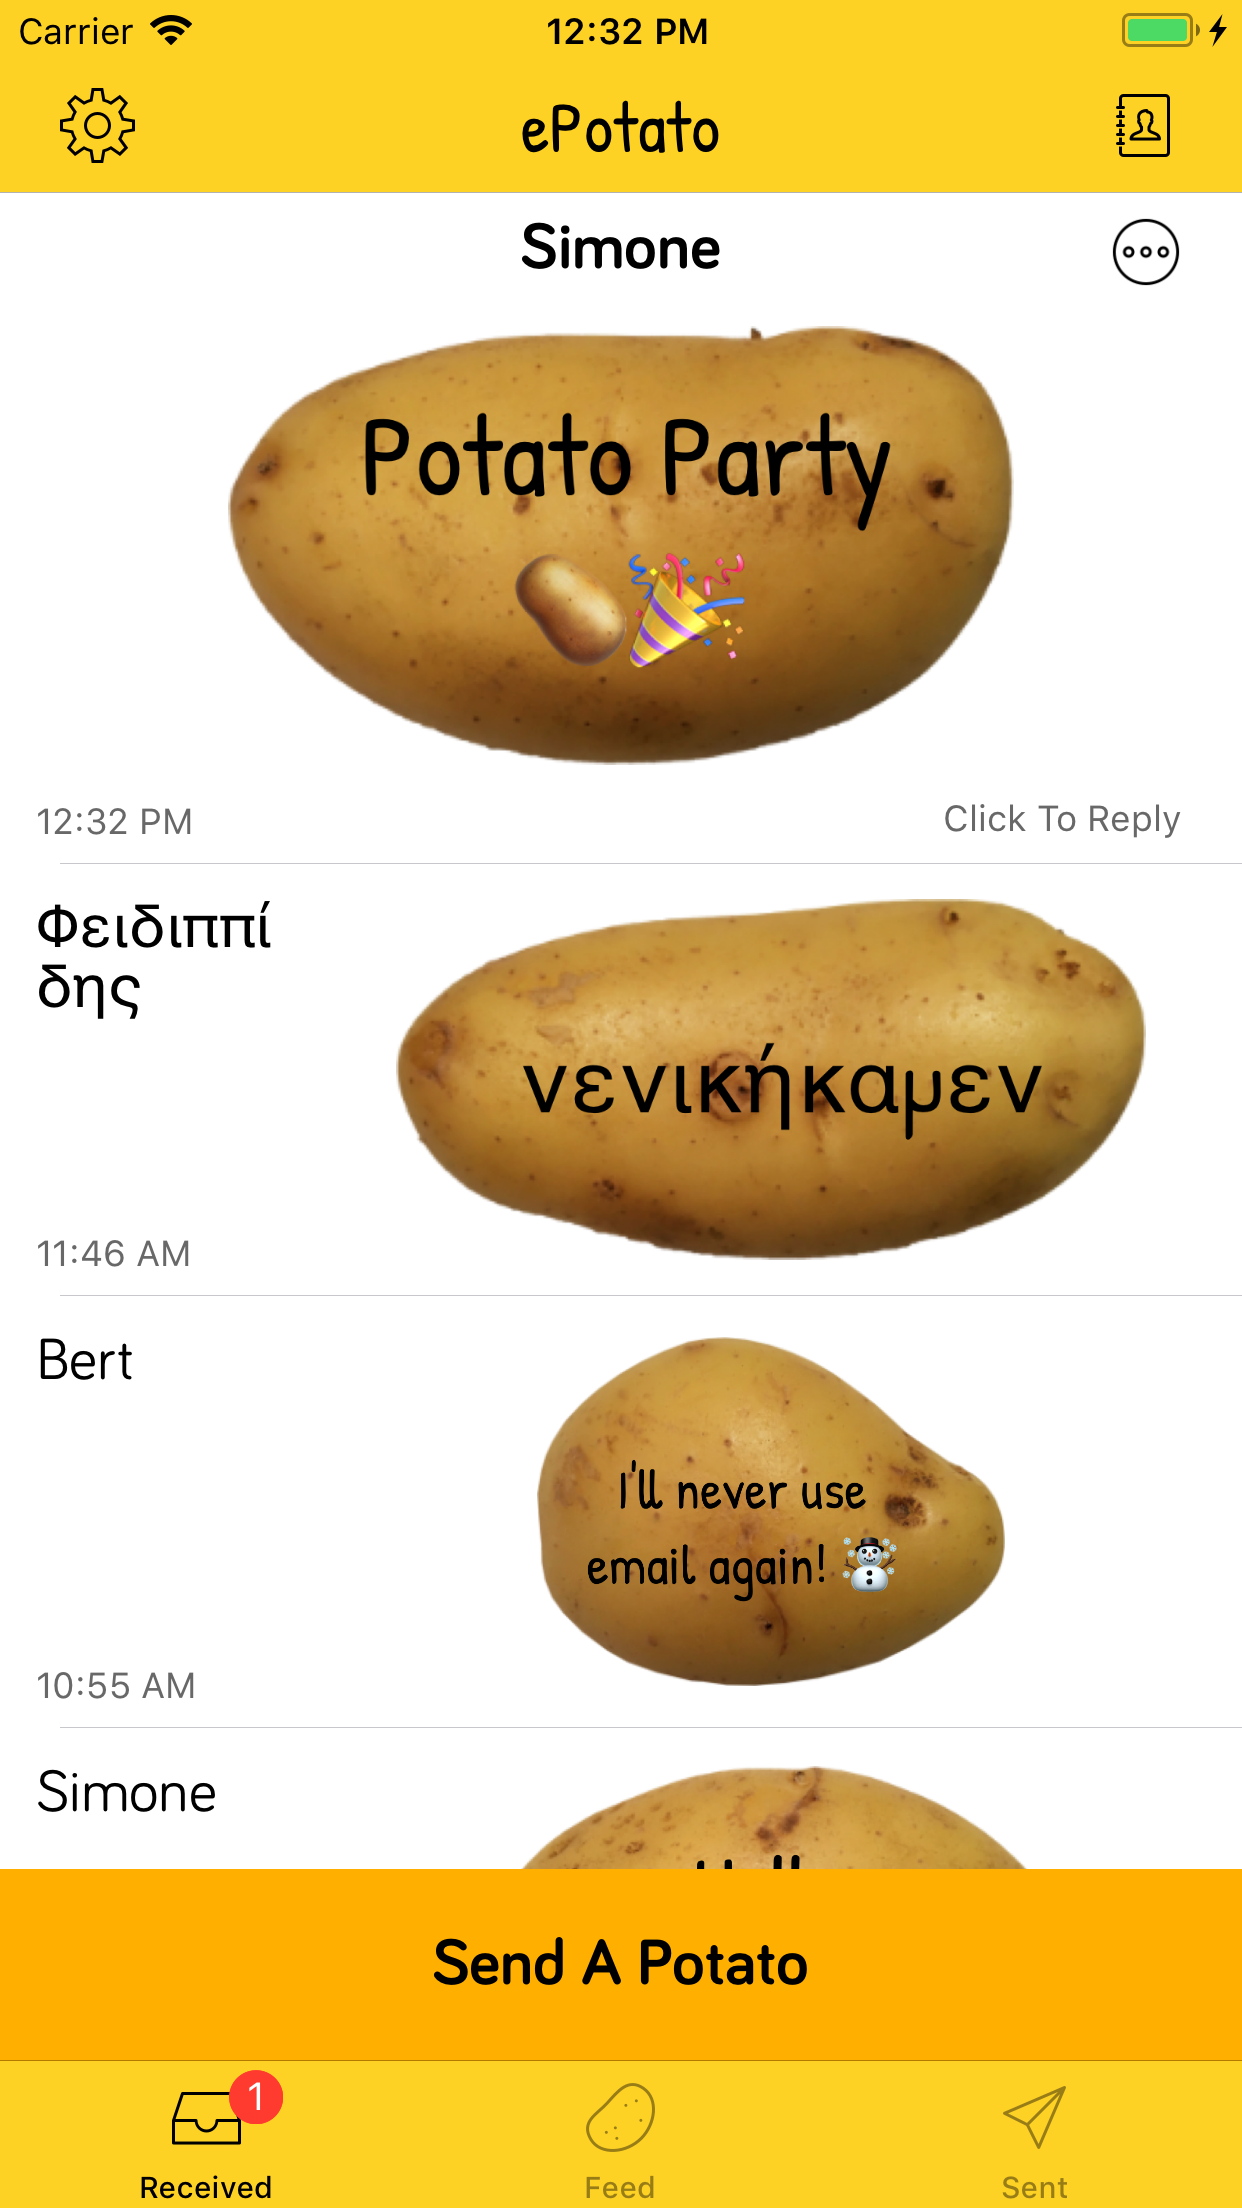 Carrier 12:32 PM
ePotato
Simone
Potato Party
🥔🎉
12:32 PM Click To Reply
Φειδιππί
δης
νενικήκαμεν
11:46 AM
Bert
I'll never use
email again! ☃️
10:55 AM
Simone
Send A Potato
1
Received Feed Sent